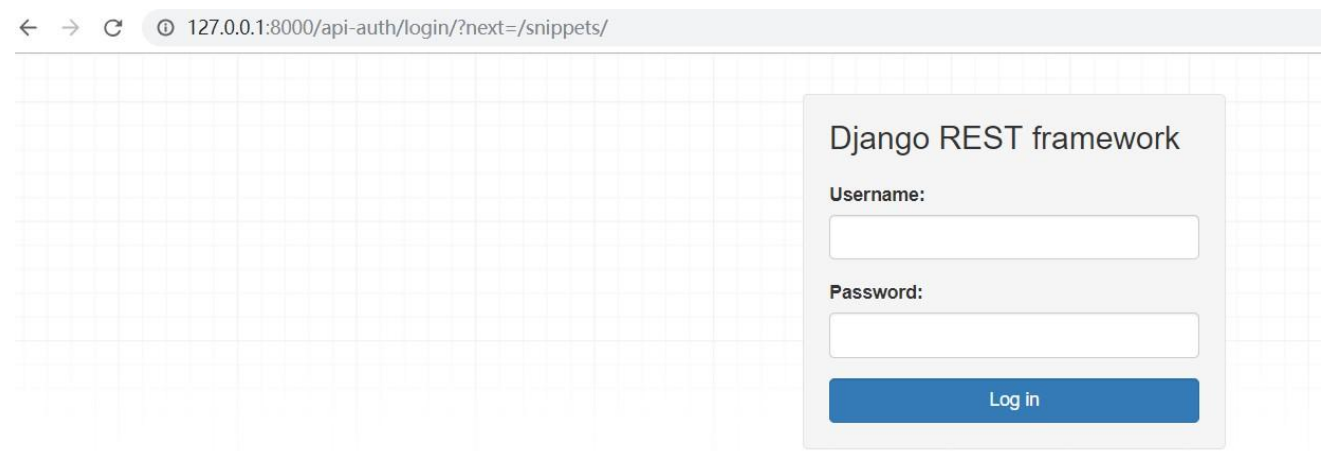 127.0.0.1:8000/api-auth/login/?next=/snippets/
Django REST framework
Username:
Password:
Log in